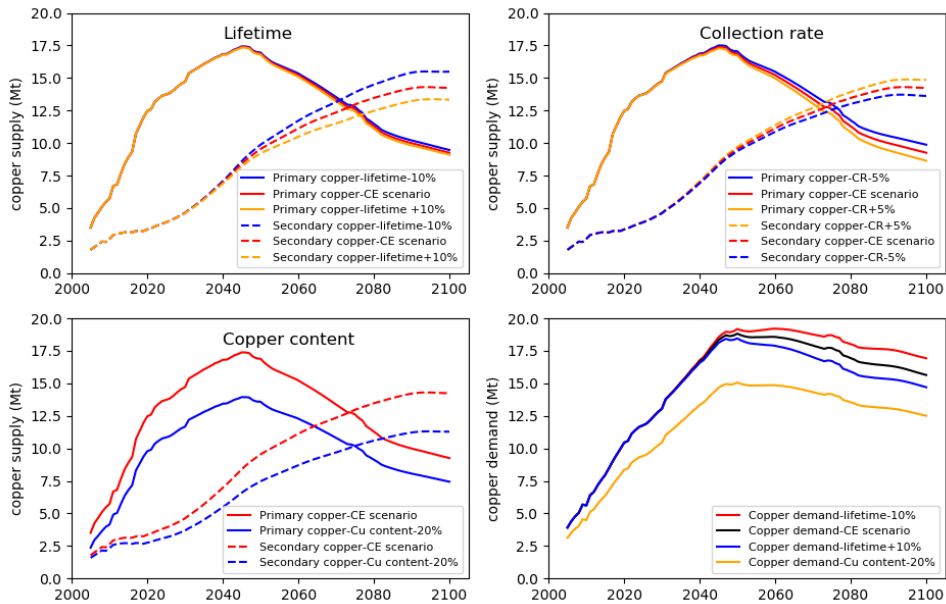 Lifetime
copper supply (Mt)
20.0
17.5
15.0
12.5
10.0
7.5
5.0
2.5
0.0
Primary copper-lifetime-10%
Primary copper-CE scenario
Primary copper-lifetime +10%
Secondary copper-lifetime-10%
Secondary copper-CE scenario
Secondary copper-lifetime+10%
2000 2020 2040 2060 2080 2100
Collection rate
copper supply (Mt)
20.0
17.5
15.0
12.5
10.0
7.5
5.0
2.5
0.0
Primary copper-CR-5%
Primary copper-CE scenario
Primary copper-CR+5%
Secondary copper-CR+5%
Secondary copper-CE scenario
Secondary copper-CR-5%
2000 2020 2040 2060 2080 2100
Copper content
copper supply (Mt)
20.0
17.5
15.0
12.5
10.0
7.5
5.0
2.5
0.0
Primary copper-CE scenario
Primary copper-Cu content-20%
Secondary copper-CE scenario
Secondary copper-Cu content-20%
2000 2020 2040 2060 2080 2100
copper demand (Mt)
20.0
17.5
15.0
12.5
10.0
7.5
5.0
2.5
0.0
Copper demand-lifetime-10%
Copper demand-CE scenario
Copper demand-lifetime+10%
Copper demand-Cu content-20%
2000 2020 2040 2060 2080 2100